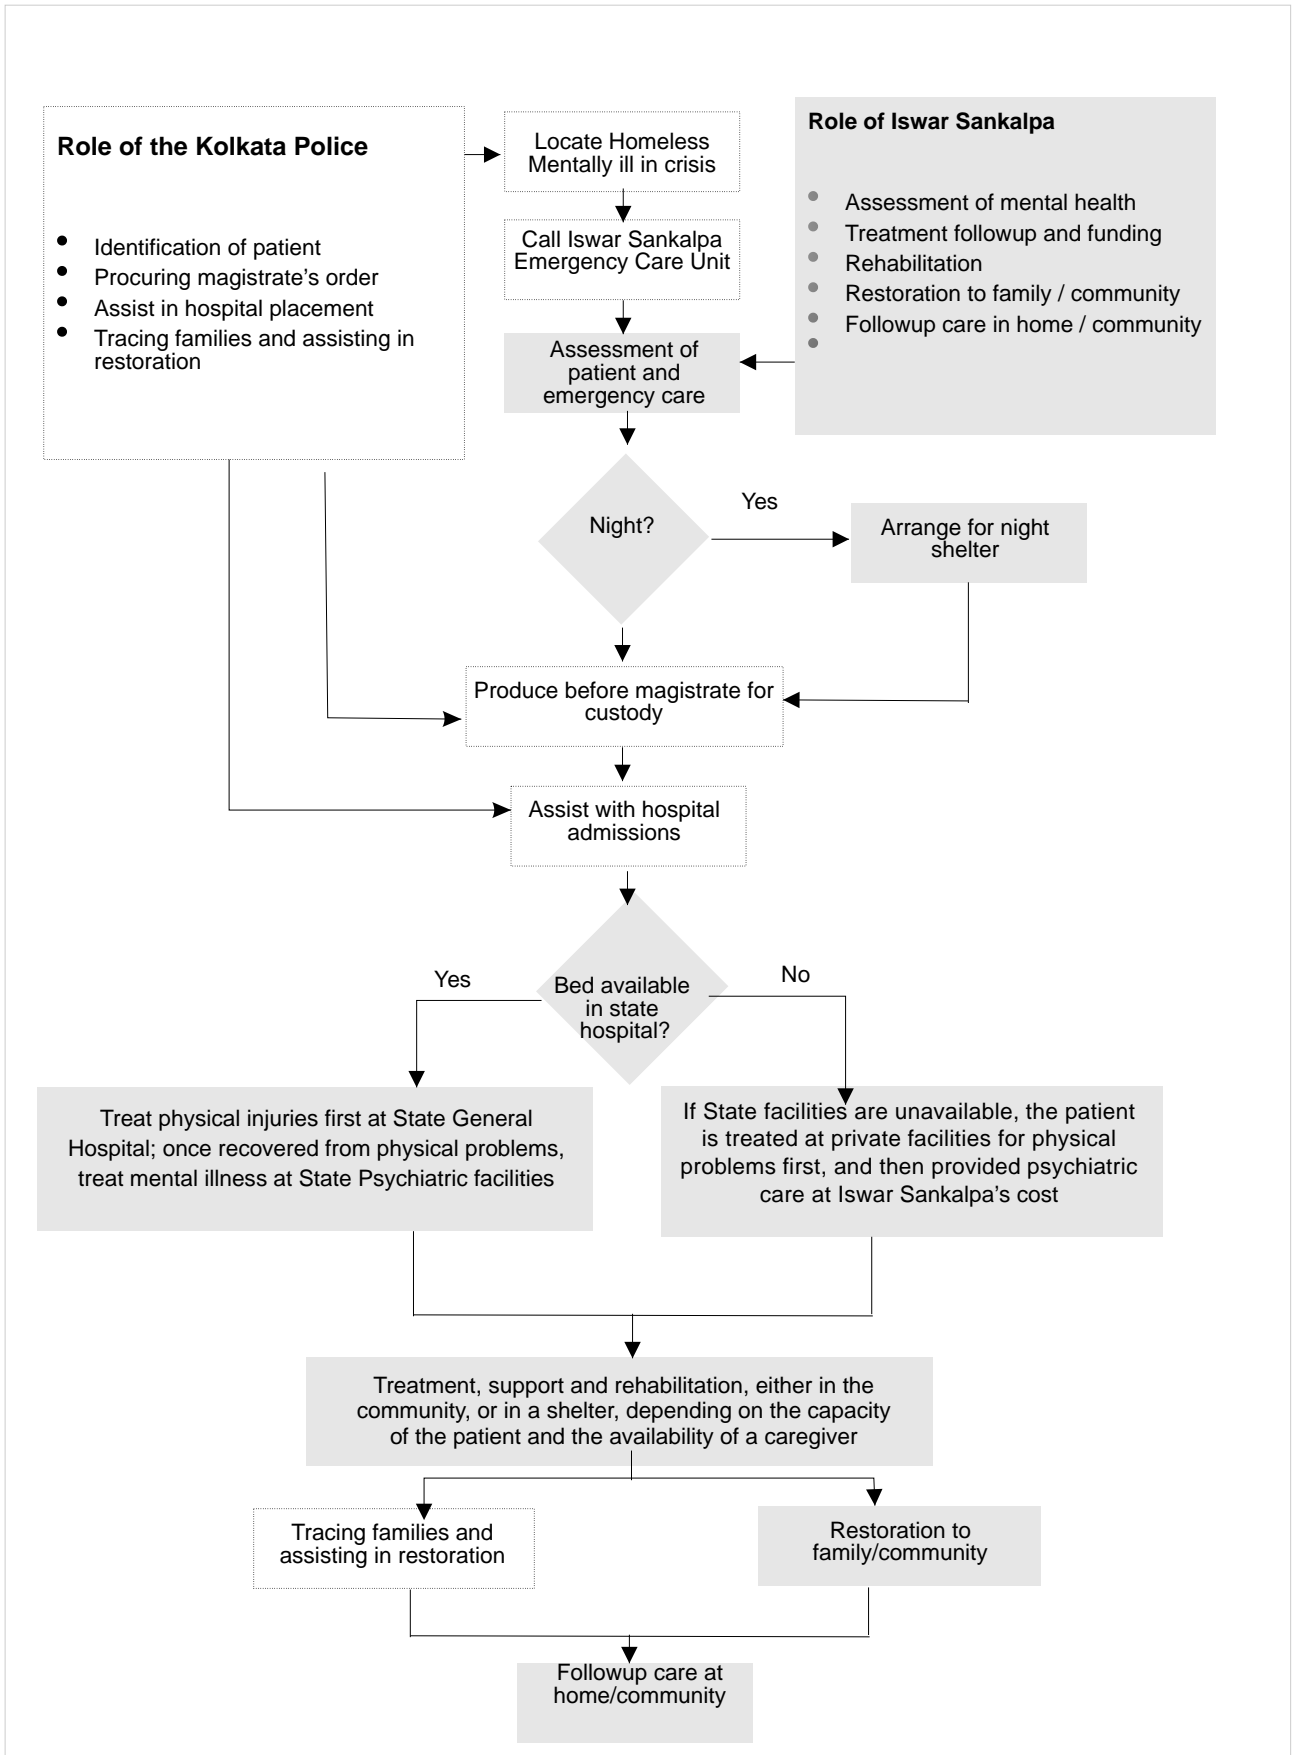 Role of the Kolkata Police
Identification of patient
Procuring magistrate's order
Assist in hospital placement
Tracing families and assisting in
restoration
Locate Homeless
Mentally ill in crisis
Call Iswar Sankalpa
Emergency Care Unit
Role of Iswar Sankalpa
Assessment of mental health
Treatment followup and funding
Rehabilitation
Restoration to family / community
Followup care in home / community
Assessment of
patient and
emergency care
Night?
Yes
Arrange for night
shelter
Produce before magistrate for
custody
Assist with hospital
admissions
Bed available
in state
hospital?
Yes
No
Treat physical injuries first at State General
Hospital; once recovered from physical problems,
treat mental illness at State Psychiatric facilities
If State facilities are unavailable, the patient
is treated at private facilities for physical
problems first, and then provided psychiatric
care at Iswar Sankalpa's cost
Treatment, support and rehabilitation, either in the
community, or in a shelter, depending on the capacity
of the patient and the availability of a caregiver
Tracing families and
assisting in restoration
Restoration to
family/community
Followup care at
home/community